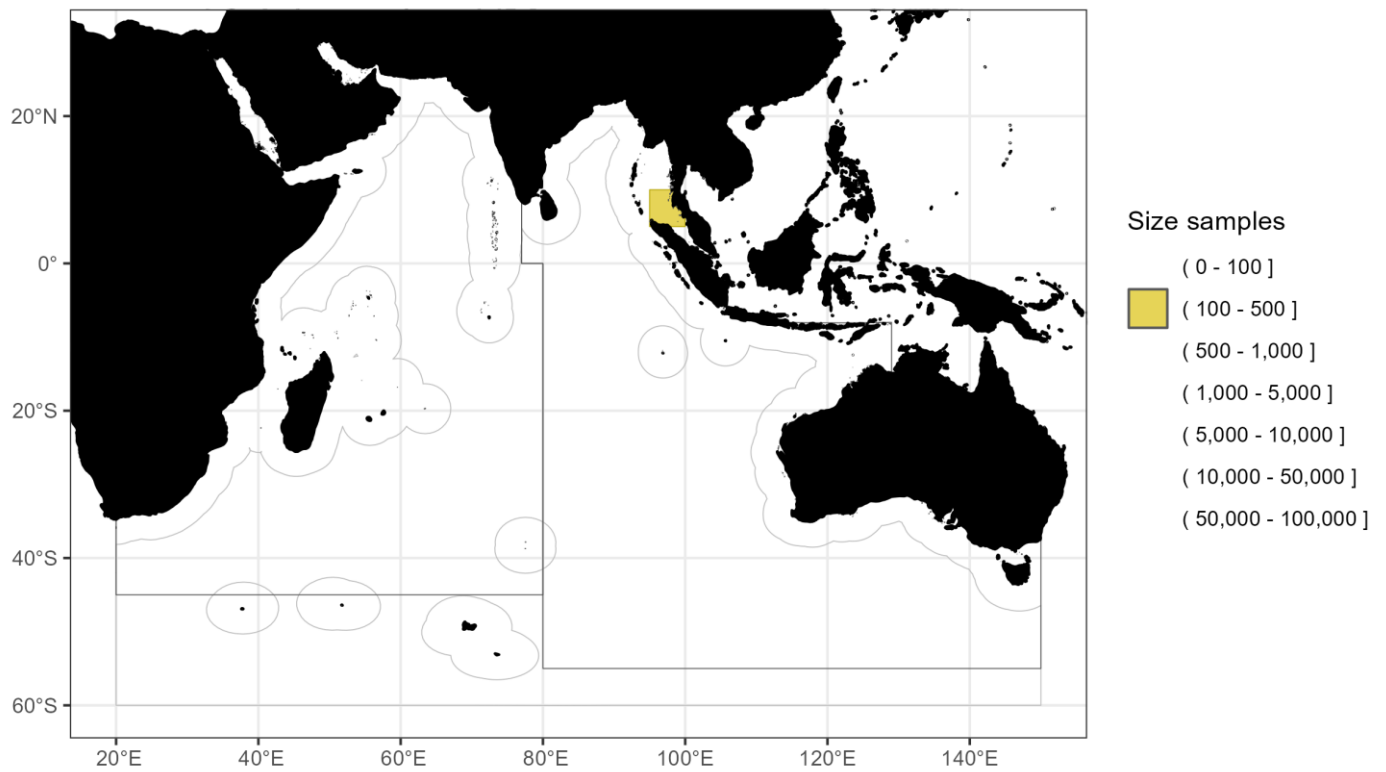 20°N
0°
20°S
40°S
60°S
20°E 40°E 60°E 80°E 100°E 120°E 140°E
Size samples
( 0 - 100 ]
( 100 - 500 ]
( 500 - 1,000 ]
( 1,000 - 5,000 ]
( 5,000 - 10,000 ]
( 10,000 - 50,000 ]
( 50,000 - 100,000 ]